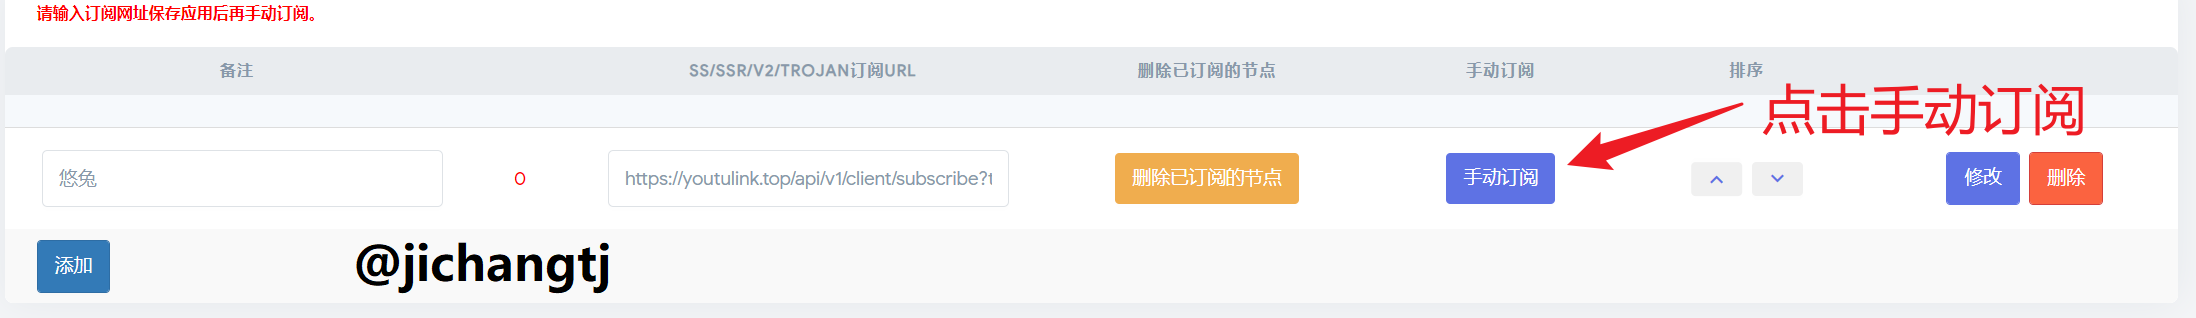 请输入订阅网址保存应用后再手动订阅。
备注 SS/SSR/V2/TROJAN订阅URL 删除已订阅的节点 手动订阅 排序
点击手动订阅
悠兔 0 https://youtulink.top/api/v1/client/subscribe?t 删除已订阅的节点 手动订阅 修改 删除
添加 @jichangtj